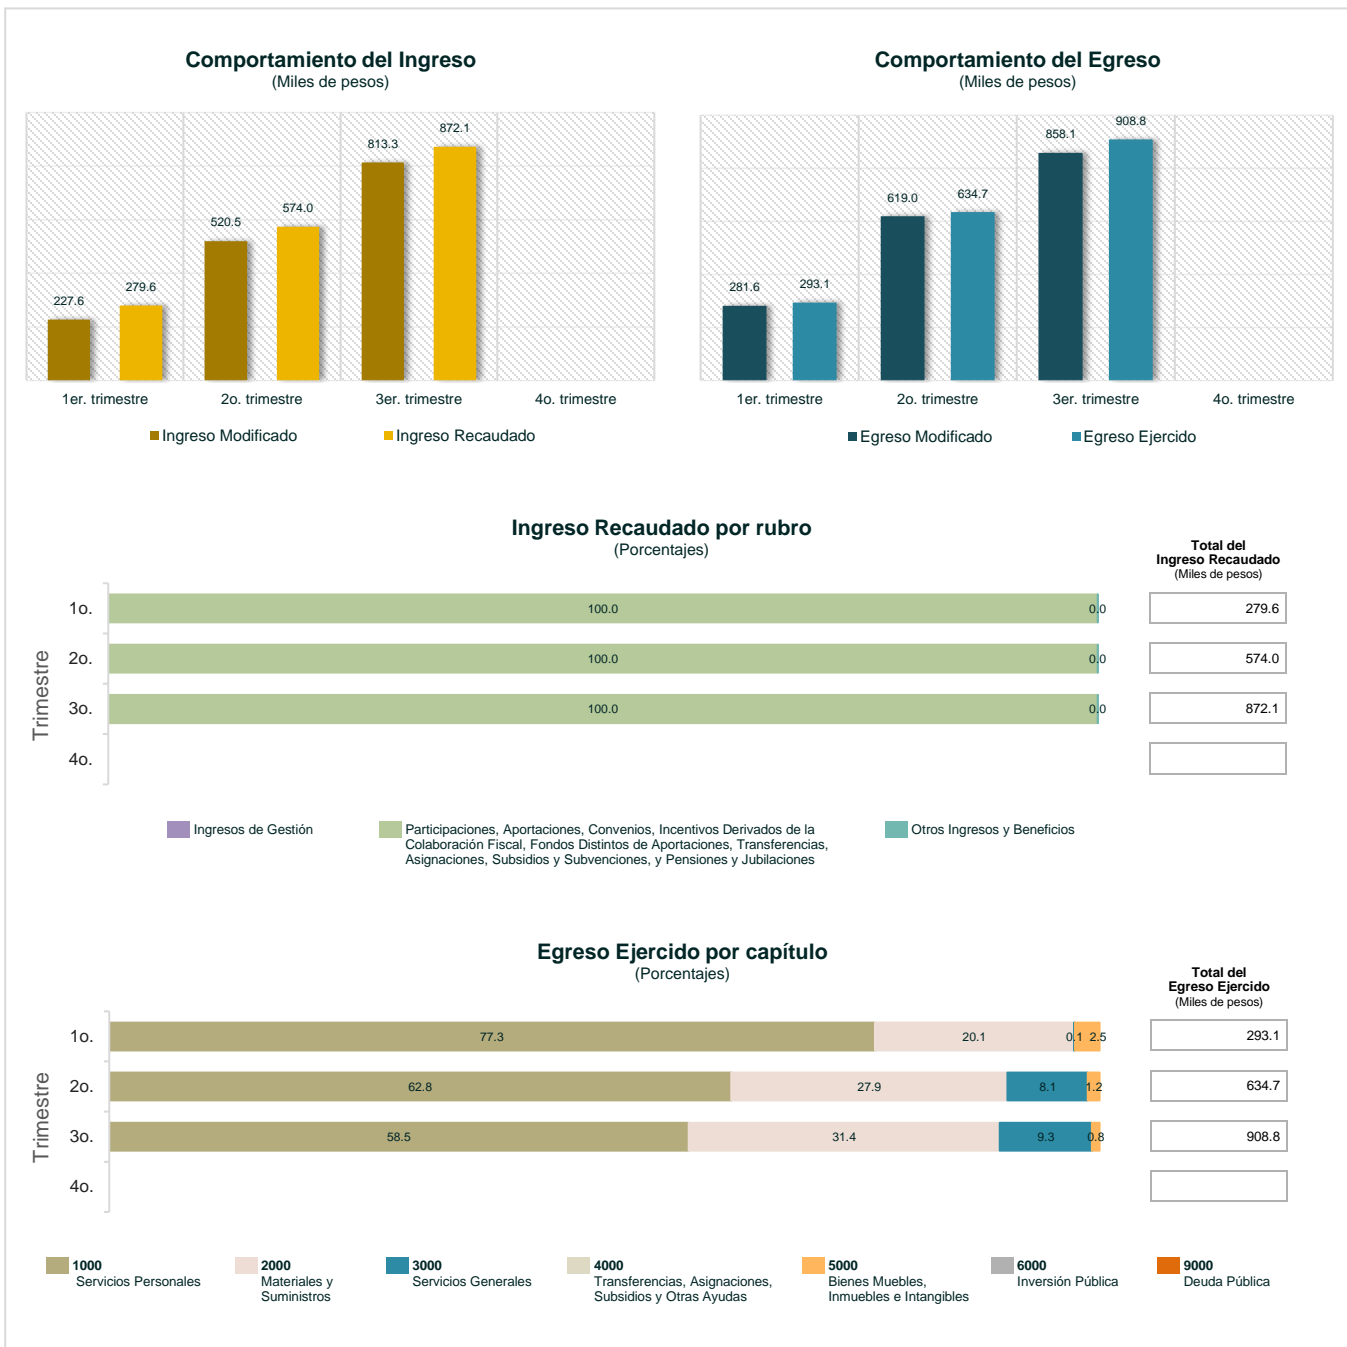 Comportamiento del Ingreso
(Miles de pesos)
227.6
279.6
520.5
574.0
813.3
872.1
1er. trimestre
2o. trimestre
3er. trimestre
4o. trimestre
Ingreso Modificado
Ingreso Recaudado
Comportamiento del Egreso
(Miles de pesos)
281.6
293.1
619.0
634.7
858.1
908.8
1er. trimestre
2o. trimestre
3er. trimestre
4o. trimestre
Egreso Modificado
Egreso Ejercido
Ingreso Recaudado por rubro
(Porcentajes)
Total del
Ingreso Recaudado
(Miles de pesos)
Trimestre
1o.
100.0
0.0
279.6
2o.
100.0
0.0
574.0
3o.
100.0
0.0
872.1
4o.
Ingresos de Gestión
Participaciones, Aportaciones, Convenios, Incentivos Derivados de la
Colaboración Fiscal, Fondos Distintos de Aportaciones, Transferencias,
Asignaciones, Subsidios y Subvenciones, y Pensiones y Jubilaciones
Otros Ingresos y Beneficios
Egreso Ejercido por capítulo
(Porcentajes)
Total del
Egreso Ejercido
(Miles de pesos)
Trimestre
1o.
77.3
20.1
0.1
2.5
293.1
2o.
62.8
27.9
8.1
1.2
634.7
3o.
58.5
31.4
9.3
0.8
908.8
4o.
1000
Servicios Personales
2000
Materiales y
Suministros
3000
Servicios Generales
4000
Transferencias, Asignaciones,
Subsidios y Otras Ayudas
5000
Bienes Muebles,
Inmuebles e Intangibles
6000
Inversión Pública
9000
Deuda Pública